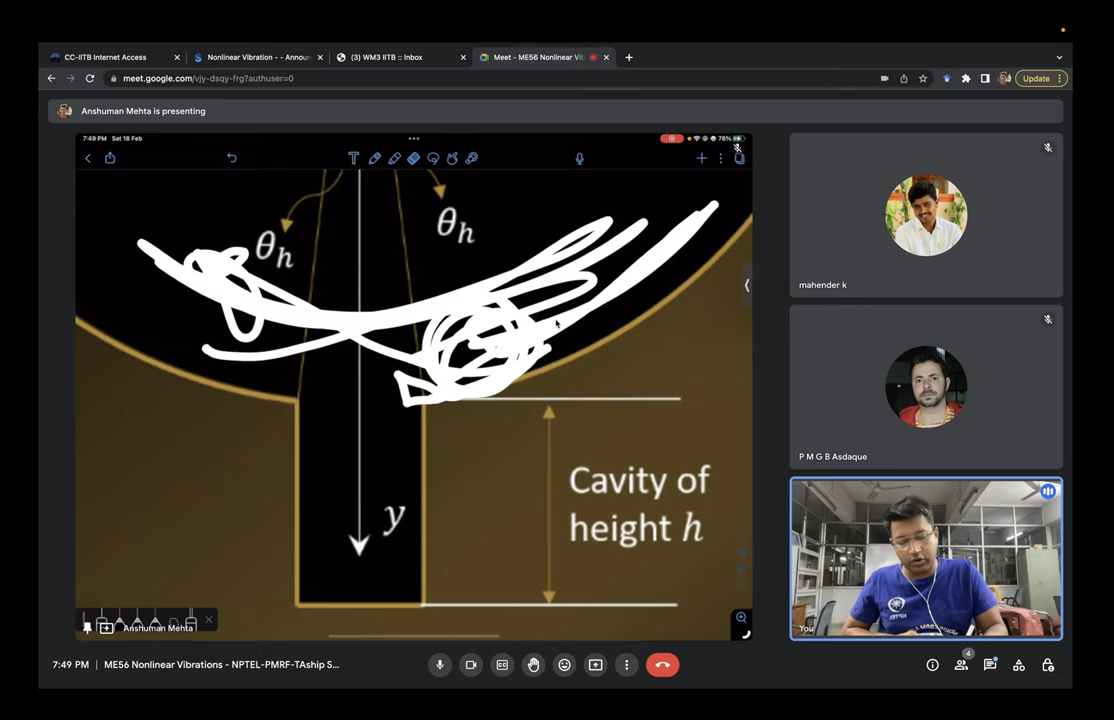 CC-IITB Internet Access
Nonlinear Vibration - - Announ
(3) WM3 IITB :: Inbox
Meet - ME56 Nonlinear Vib
meet.google.com/vjy-dsqy-frg?authuser=0
Update
Anshuman Mehta is presenting
7:49 PM Sat 18 Feb
78%
θh
θh
y
Cavity of
height h
Anshuman Mehta
mahender k
P M G B Asdaque
You
7:49 PM | ME56 Nonlinear Vibrations - NPTEL-PMRF-TAship S...
4